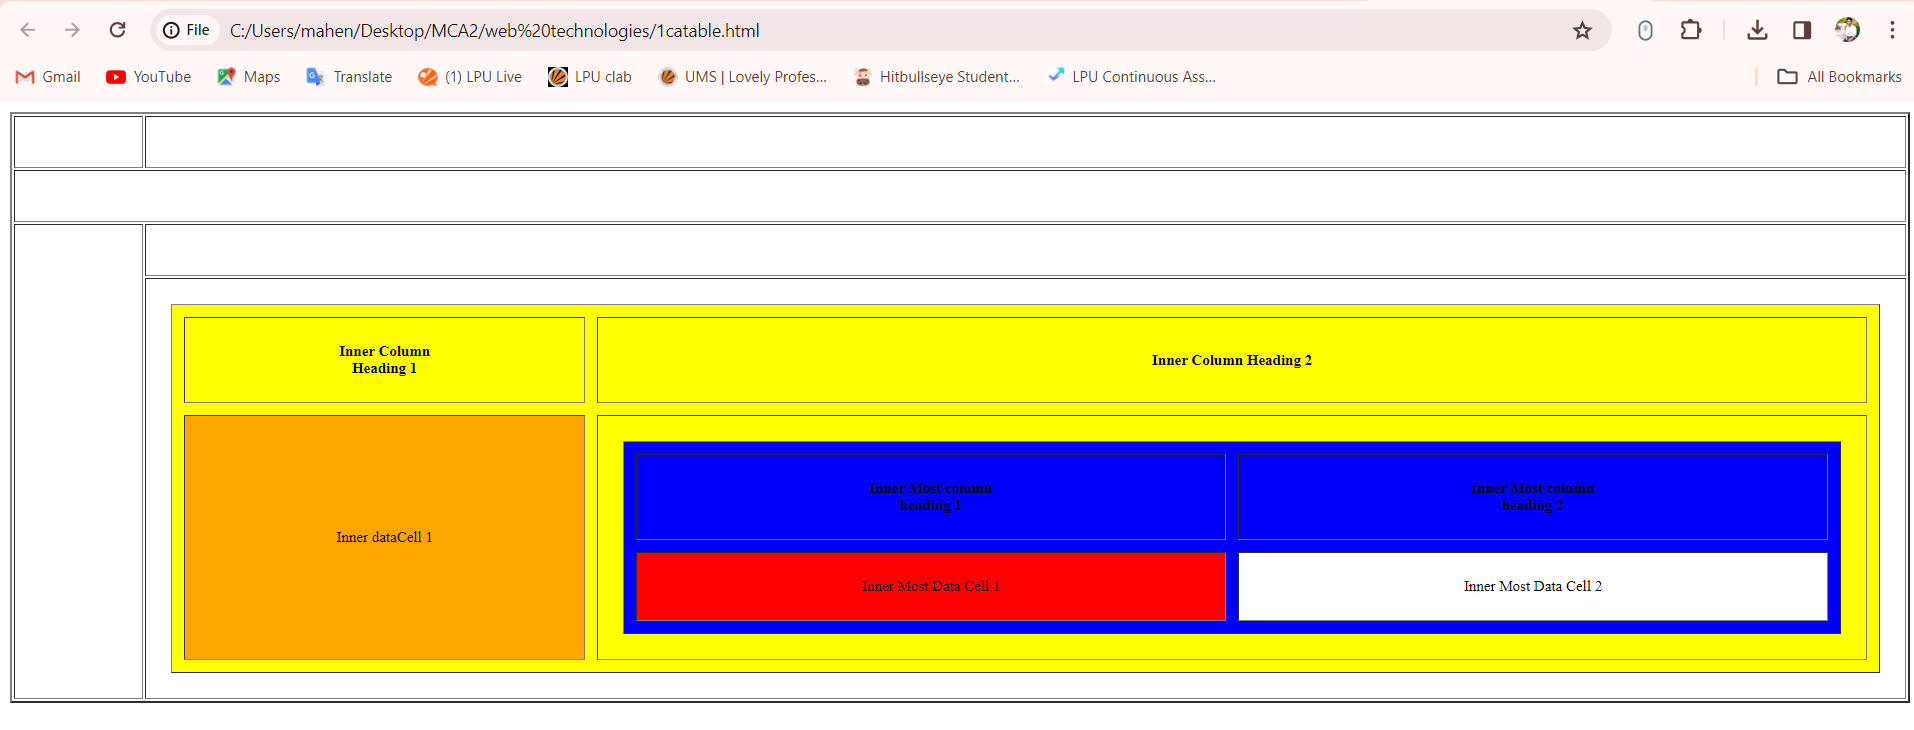 File C:/Users/mahen/Desktop/MCA2/web%20technologies/1catable.html
Gmail YouTube Maps Translate (1) LPU Live LPU clab UMS | Lovely Profes... Hitbullseye Student... LPU Continuous Ass... All Bookmarks
Inner Column
Heading 1
Inner Column Heading 2
Inner dataCell 1
Inner Most column
heading 1
Inner Most column
heading 2
Inner Most Data Cell 1
Inner Most Data Cell 2